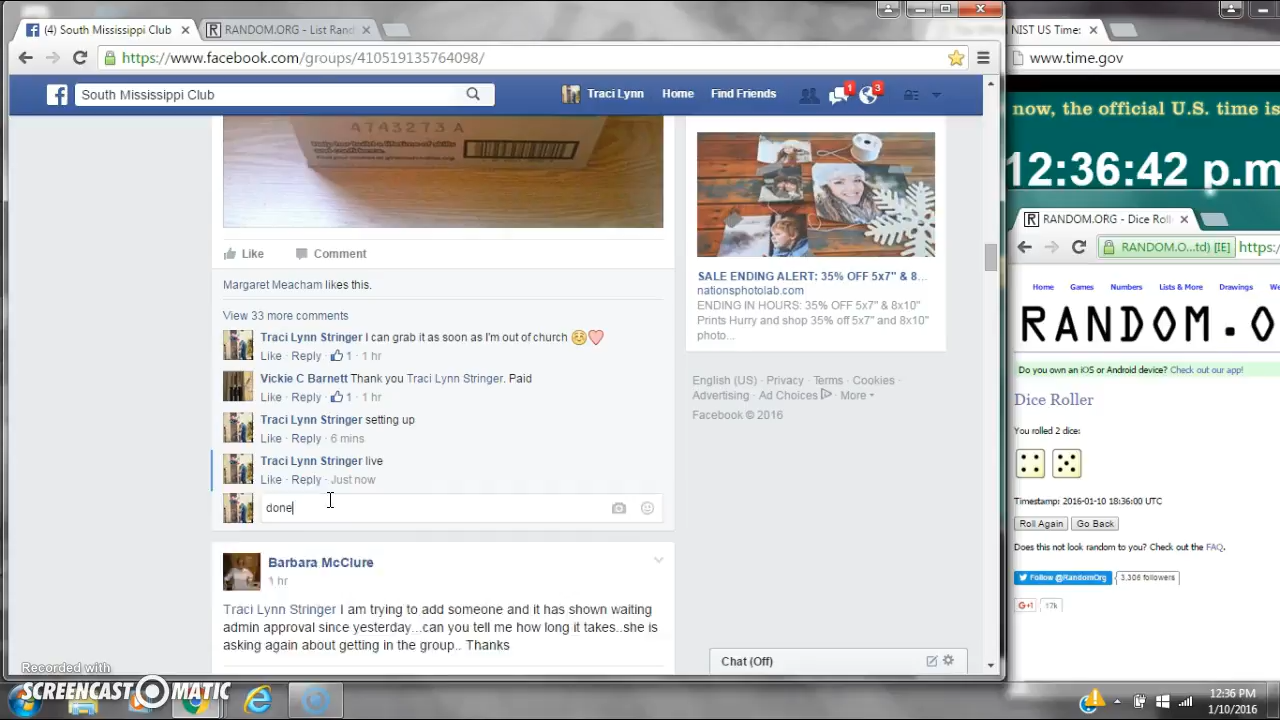 (4) South Mississippi Club
RANDOM.ORG - List Rand
https://www.facebook.com/groups/410519135764098/
South Mississippi Club
Traci Lynn
Home
Find Friends
1
3
A743273A
Like
Comment
Margaret Meacham likes this.
View 33 more comments
Traci Lynn Stringer I can grab it as soon as I'm out of church
Like · Reply · 1 · 1 hr
Vickie C Barnett Thank you Traci Lynn Stringer. Paid
Like · Reply · 1 · 1 hr
Traci Lynn Stringer setting up
Like · Reply · 6 mins
Traci Lynn Stringer live
Like · Reply · Just now
done
Barbara McClure
1 hr
Traci Lynn Stringer I am trying to add someone and it has shown waiting
admin approval since yesterday...can you tell me how long it takes..she is
asking again about getting in the group.. Thanks
SALE ENDING ALERT: 35% OFF 5x7" & 8...
nationsphotolab.com
ENDING IN HOURS: 35% OFF 5x7" & 8x10"
Prints Hurry and shop 35% off 5x7" and 8x10"
photo...
English (US) · Privacy · Terms · Cookies ·
Advertising · Ad Choices · More
Facebook © 2016
Chat (Off)
NIST US Time:
www.time.gov
now, the official U.S. time is
12:36:42 p.m
RANDOM.ORG - Dice Roll
RANDOM.O...td) [IE]
https:
Home
Games
Numbers
Lists & More
Drawings
We
RANDOM.O
Do you own an iOS or Android device? Check out our app!
Dice Roller
You rolled 2 dice:
Timestamp: 2016-01-10 18:36:00 UTC
Roll Again
Go Back
Does this not look random to you? Check out the FAQ.
Follow @RandomOrg
3,306 followers
G+1
17k
Recorded with
SCREENCAST-O-MATIC
12:36 PM
1/10/2016